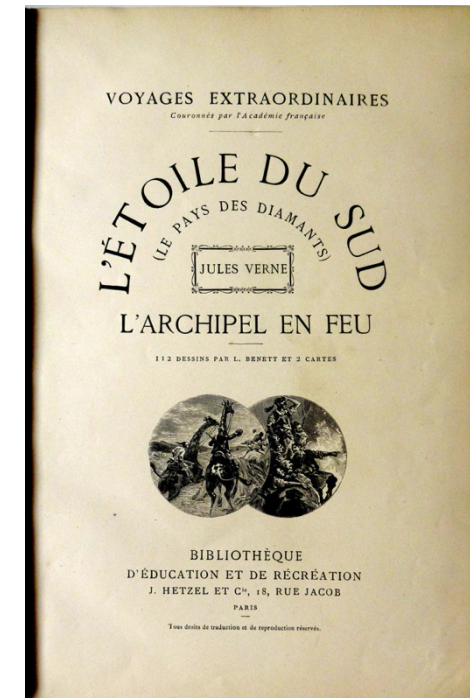 VOYAGES EXTRAORDINAIRES
Couronnés par l'Académie française
L'ÉTOILE DU SUD
(LE PAYS DES DIAMANTS)
JULES VERNE
L'ARCHIPEL EN FEU
112 DESSINS PAR L. BENETT ET 2 CARTES
BIBLIOTHÈQUE
D'ÉDUCATION ET DE RÉCRÉATION
J. HETZEL ET Cie, 18, RUE JACOB
PARIS
Tous droits de traduction et de reproduction réservés.